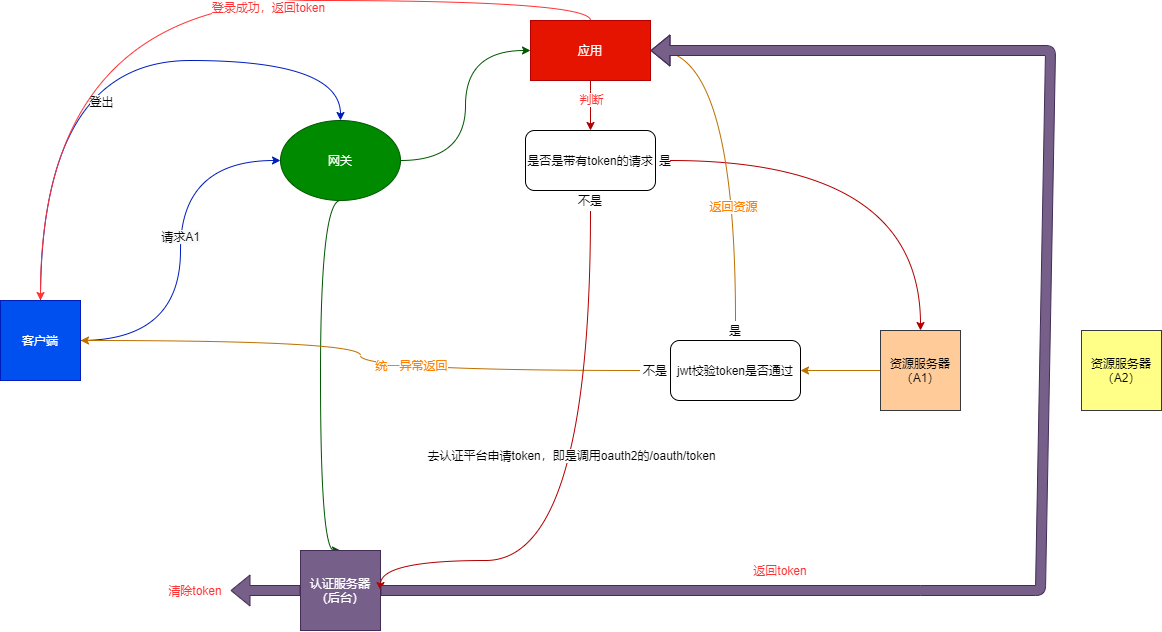 登录成功，返回token
应用
登出
判断
网关
是否是带有token的请求
是
不是
返回资源
请求A1
客户端
是
统一异常返回
不是
jwt校验token是否通过
资源服务器
（A1）
资源服务器
（A2）
去认证平台申请token，即是调用oauth2的/oauth/token
返回token
认证服务器
（后台）
清除token